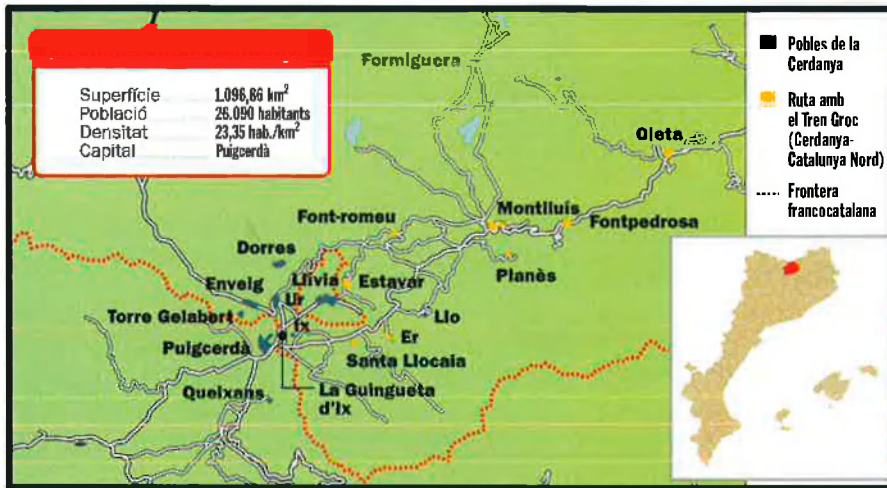 Superfície 1.096,66 km²
Població 26.090 habitants
Densitat 23,35 hab./km²
Capital Puigcerdà
Pobles de la
Cerdanya
Ruta amb
el Tren Groc
(Cerdanya-
Catalunya Nord)
Frontera
francocatalana
Formiguera
Oleta
Montlluís
Fontpedrosa
Font-romeu
Planès
Dorres
Enveig
Llívia
Estavar
Ur
Torre Gelabert
Ix
Llo
Er
Puigcerdà
Santa Llocaia
Queixans
La Guingueta
d'Ix